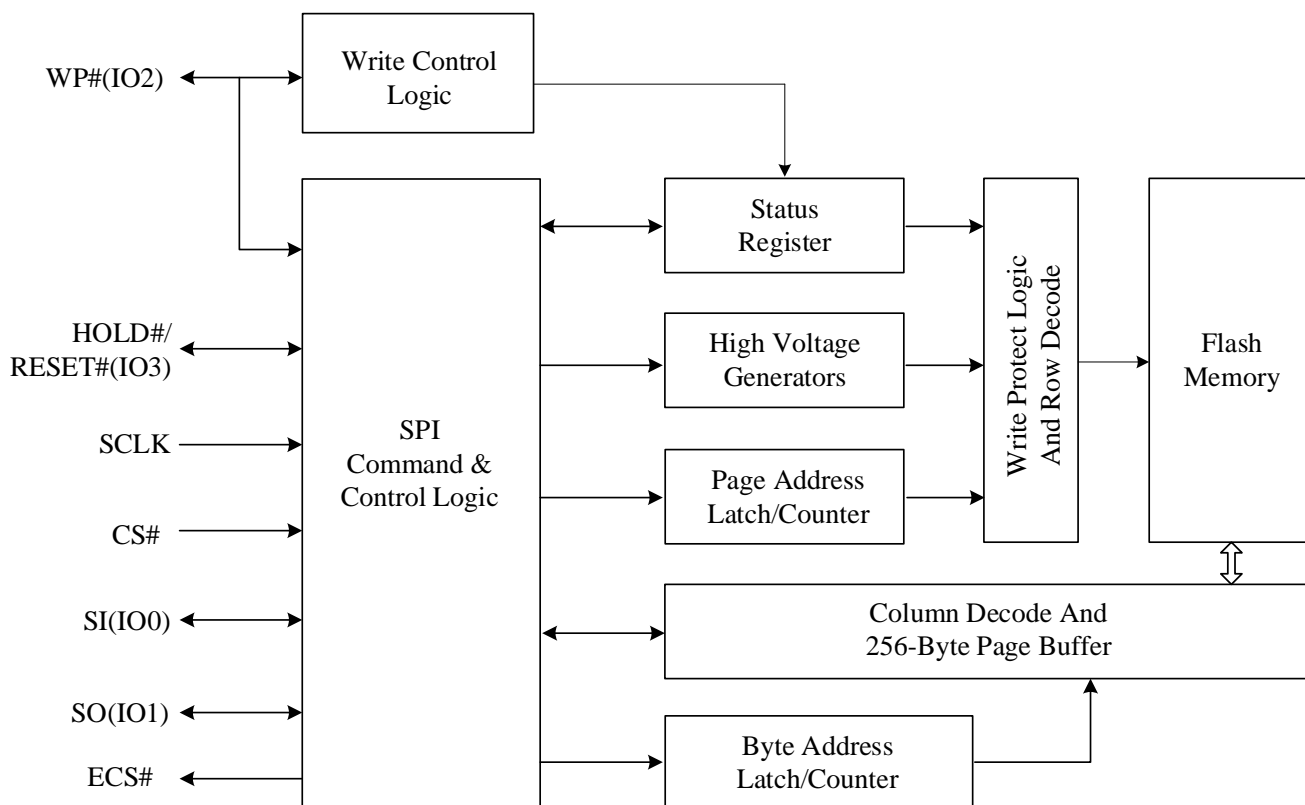 WP#(IO2)
Write Control
Logic
HOLD#/
RESET#(IO3)
SCLK
CS#
SI(IO0)
SO(IO1)
ECS#
SPI
Command &
Control Logic
Status
Register
High Voltage
Generators
Page Address
Latch/Counter
Write Protect Logic
And Row Decode
Flash
Memory
Column Decode And
256-Byte Page Buffer
Byte Address
Latch/Counter